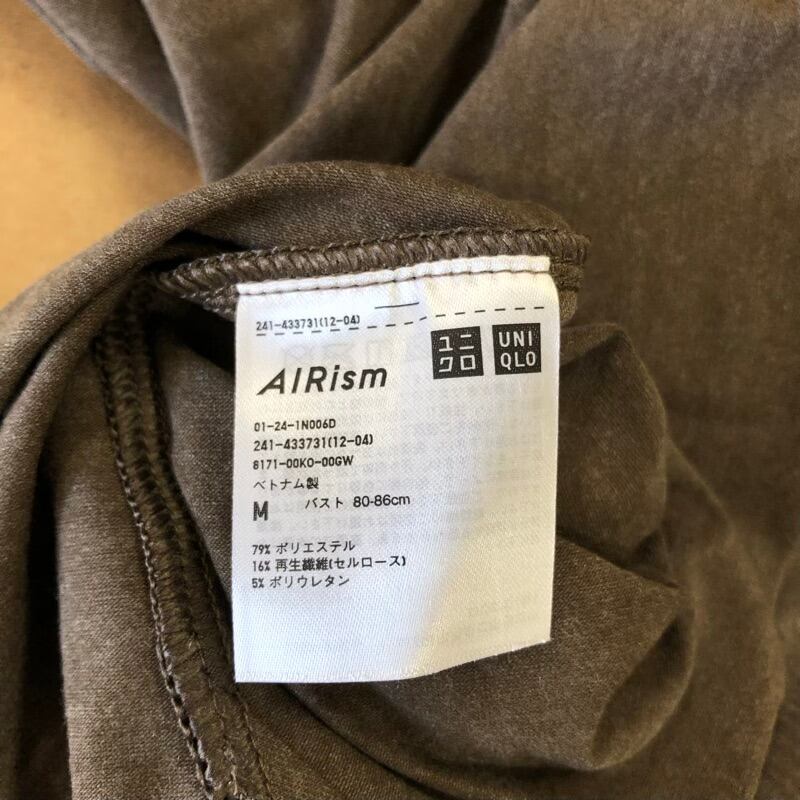 241-433731(12-04)
ユニ
クロ
UNI
QLO
AIRism
01-24-1N006D
241-433731(12-04)
8171-00K0-00GW
ベトナム製
M バスト 80-86cm
79% ポリエステル
16% 再生繊維(セルロース)
5% ポリウレタン